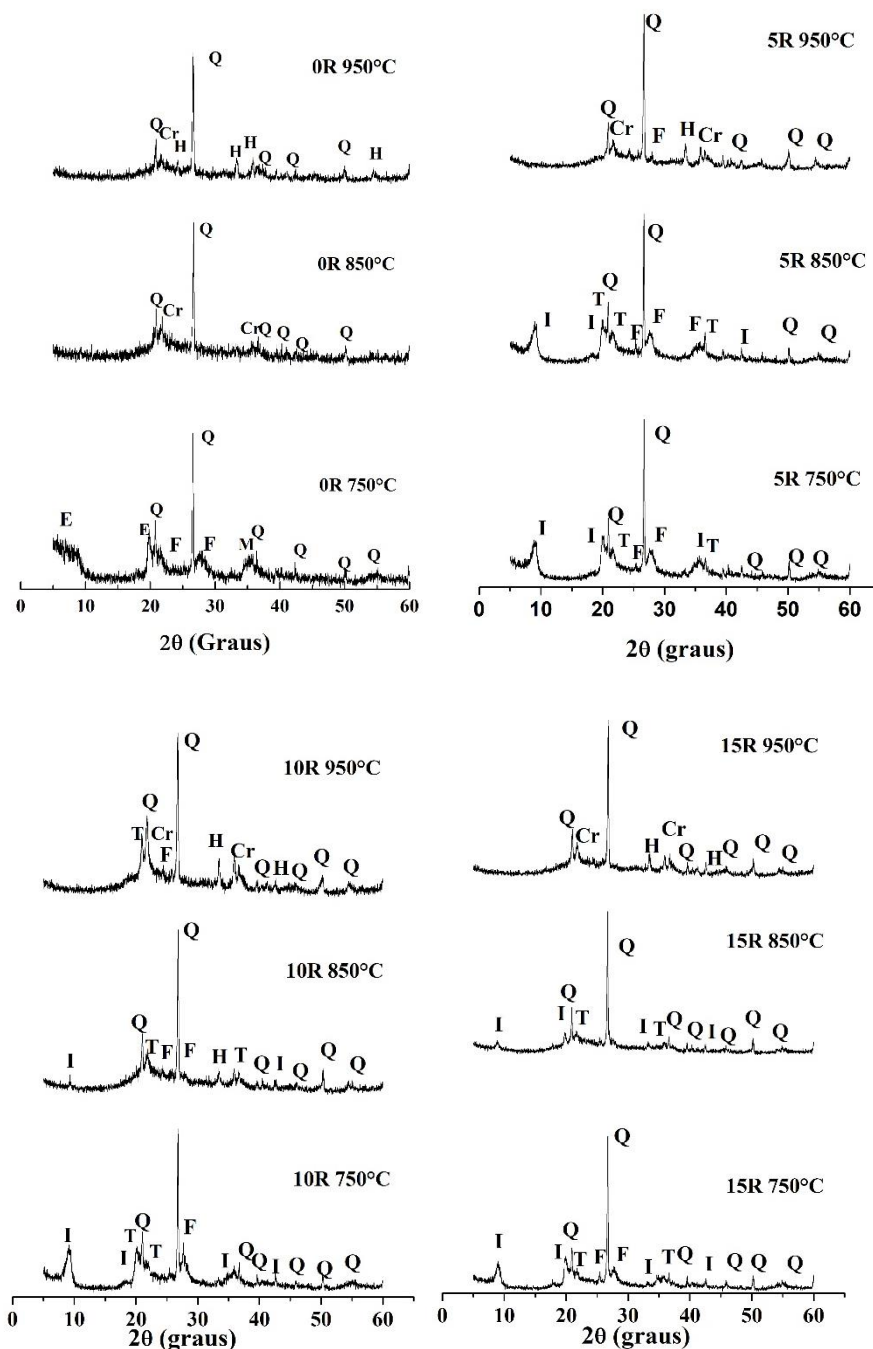 Q
0R 950°C
Q Cr H H H Q Q Q H
Q
0R 850°C
Q Cr Cr Q Q Q Q
Q
0R 750°C
E E Q F F M Q Q Q Q
0 10 20 30 40 50 60
2θ (Graus)
Q
5R 950°C
Q Cr F H Cr Q Q Q
Q
5R 850°C
I I T Q T F F F T I Q Q
Q
5R 750°C
I I Q T F F I T Q Q Q
0 10 20 30 40 50 60
2θ (graus)
Q
10R 950°C
T Q Cr F H Cr Q H Q Q Q
Q
10R 850°C
I Q T F F H T Q I Q Q Q
10R 750°C
I I T Q T F I Q Q I Q Q Q
0 10 20 30 40 50 60
2θ (graus)
Q
15R 950°C
Q Cr H Cr Q H Q Q Q
Q
15R 850°C
I I Q T I T Q Q I Q Q Q
Q
15R 750°C
I I Q T F F I T Q I Q Q Q
0 10 20 30 40 50 60
2θ (graus)